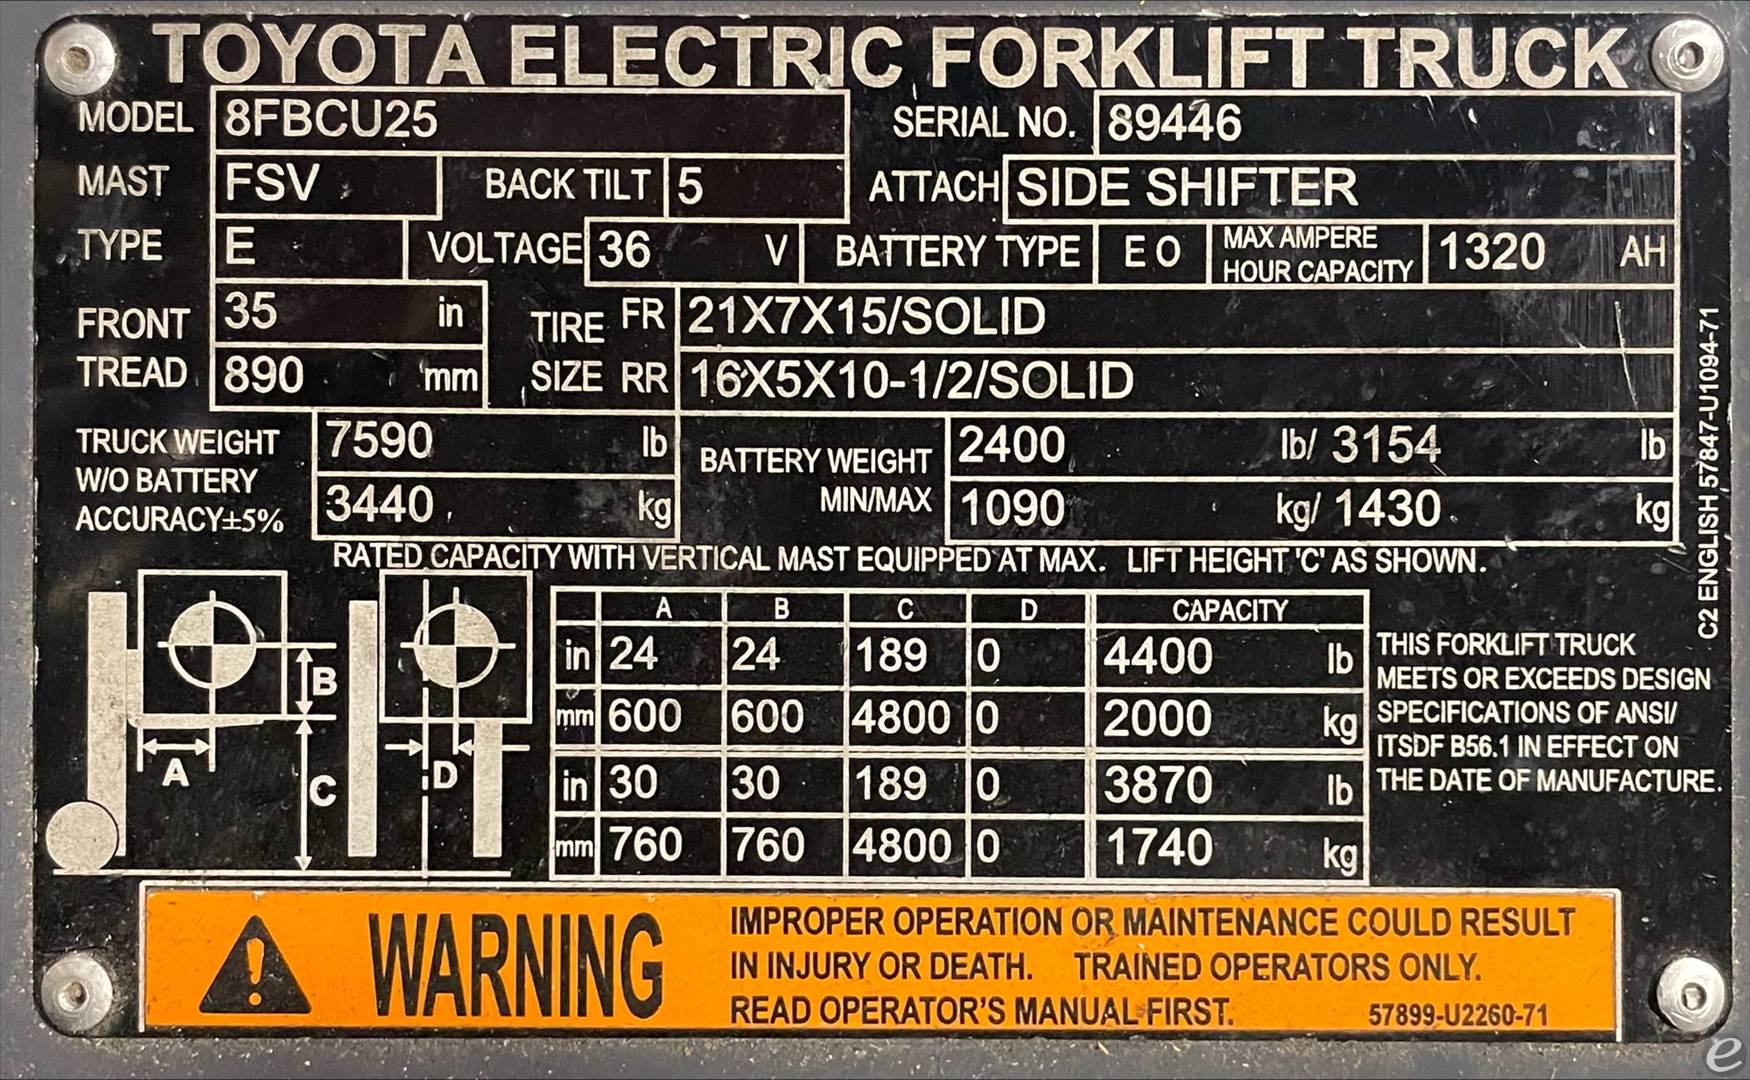 TOYOTA ELECTRIC FORKLIFT TRUCK
MODEL 8FBCU25 SERIAL NO. 89446
MAST FSV BACK TILT 5 ATTACH SIDE SHIFTER
TYPE E VOLTAGE 36 V BATTERY TYPE E O MAX AMPERE HOUR CAPACITY 1320 AH
FRONT TREAD 35 in TIRE SIZE FR 21X7X15/SOLID
890 mm RR 16X5X10-1/2/SOLID
TRUCK WEIGHT W/O BATTERY ACCURACY±5% 7590 lb BATTERY WEIGHT MIN/MAX 2400 lb/ 3154 lb
3440 kg 1090 kg/ 1430 kg
RATED CAPACITY WITH VERTICAL MAST EQUIPPED AT MAX. LIFT HEIGHT 'C' AS SHOWN.
A B C D
A B C D CAPACITY
in 24 24 189 0 4400 lb
mm 600 600 4800 0 2000 kg
in 30 30 189 0 3870 lb
mm 760 760 4800 0 1740 kg
THIS FORKLIFT TRUCK
MEETS OR EXCEEDS DESIGN
SPECIFICATIONS OF ANSI/
ITSDF B56.1 IN EFFECT ON
THE DATE OF MANUFACTURE.
C2 ENGLISH 57847-U1094-71
WARNING
IMPROPER OPERATION OR MAINTENANCE COULD RESULT
IN INJURY OR DEATH. TRAINED OPERATORS ONLY.
READ OPERATOR'S MANUAL FIRST. 57899-U2260-71
e